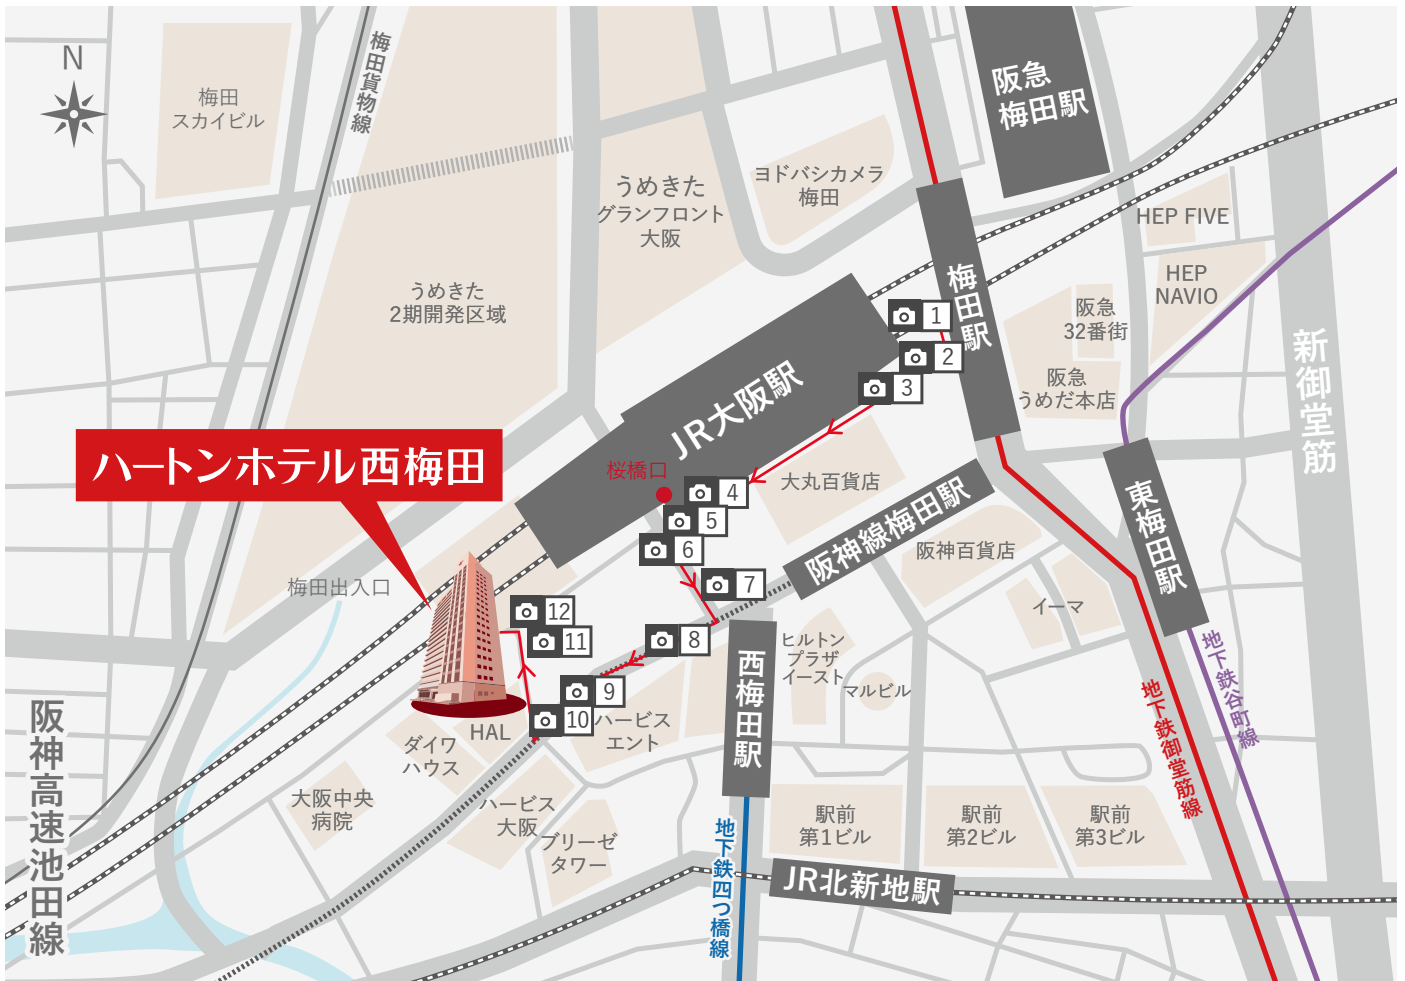 N
梅田
スカイビル
梅田貨物線
阪急
梅田駅
うめきた
グランフロント
大阪
ヨドバシカメラ
梅田
HEP FIVE
HEP
NAVIO
うめきた
2期開発区域
梅田駅
阪急
32番街
阪急
うめだ本店
新御堂筋
1
2
3
JR大阪駅
桜橋口
大丸百貨店
4
5
6
7
8
9
10
11
12
ハートンホテル西梅田
阪神線梅田駅
阪神百貨店
東梅田駅
イーマ
梅田出入口
西梅田駅
ヒルトン
プラザ
イースト
マルビル
地下鉄谷町線
地下鉄御堂筋線
阪神高速池田線
HAL
ダイワ
ハウス
ハービス
エント
大阪中央
病院
ハービス
大阪
ブリーゼ
タワー
駅前
第1ビル
駅前
第2ビル
駅前
第3ビル
地下鉄四つ橋線
JR北新地駅